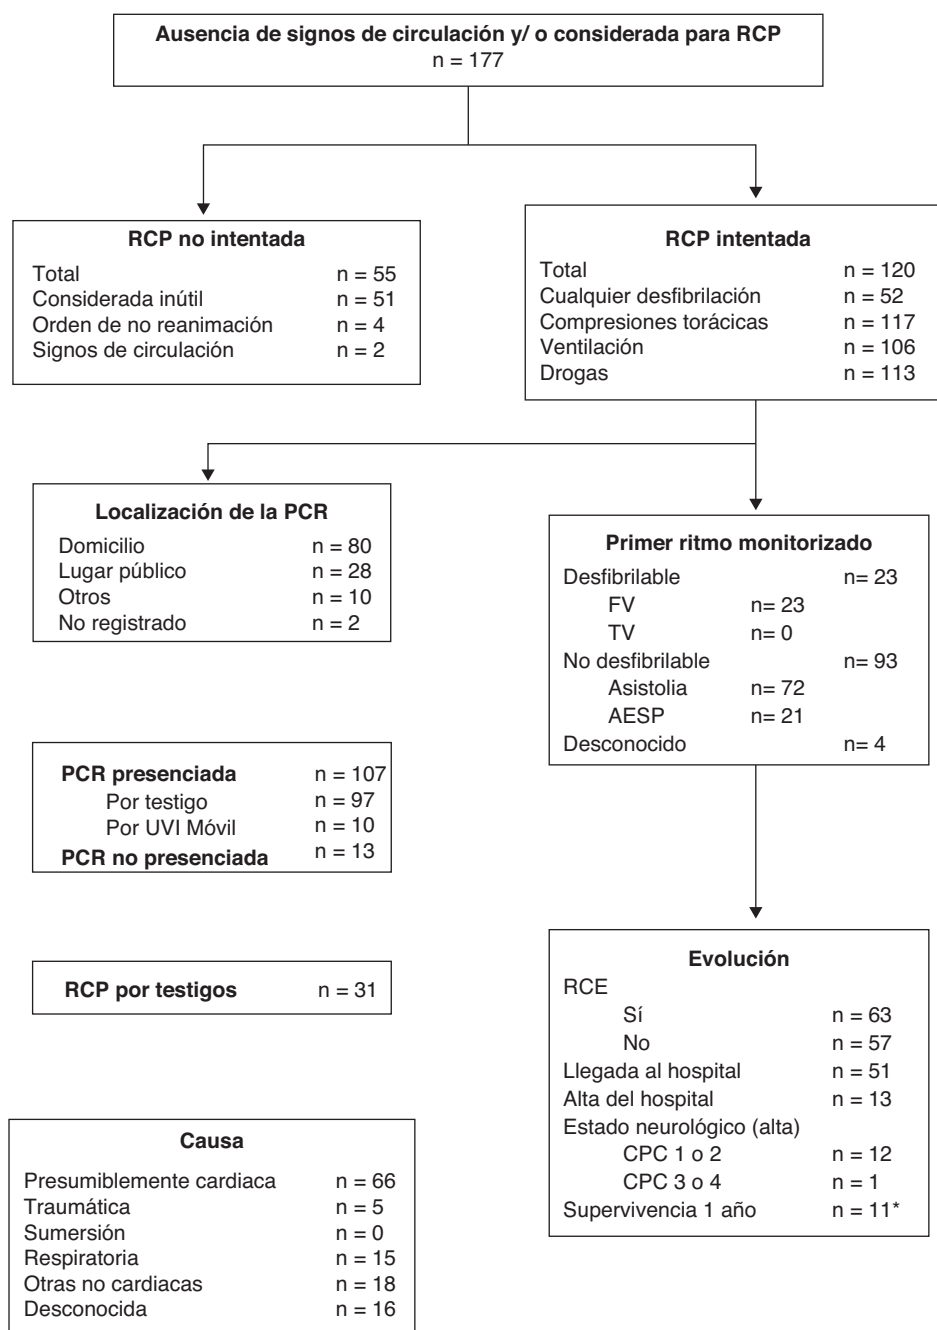 Ausencia de signos de circulación y/ o considerada para RCP
n = 177
RCP no intentada
Total n = 55
Considerada inútil n = 51
Orden de no reanimación n = 4
Signos de circulación n = 2
RCP intentada
Total n = 120
Cualquier desfibrilación n = 52
Compresiones torácicas n = 117
Ventilación n = 106
Drogas n = 113
Localización de la PCR
Domicilio n = 80
Lugar público n = 28
Otros n = 10
No registrado n = 2
Primer ritmo monitorizado
Desfibrilable n= 23
FV n= 23
TV n= 0
No desfibrilable n= 93
Asistolia n= 72
AESP n= 21
Desconocido n= 4
PCR presenciada n = 107
Por testigo n = 97
Por UVI Móvil n = 10
PCR no presenciada n = 13
RCP por testigos n = 31
Evolución
RCE
Sí n = 63
No n = 57
Llegada al hospital n = 51
Alta del hospital n = 13
Estado neurológico (alta)
CPC 1 o 2 n = 12
CPC 3 o 4 n = 1
Supervivencia 1 año n = 11*
Causa
Presumiblemente cardiaca n = 66
Traumática n = 5
Sumersión n = 0
Respiratoria n = 15
Otras no cardiacas n = 18
Desconocida n = 16